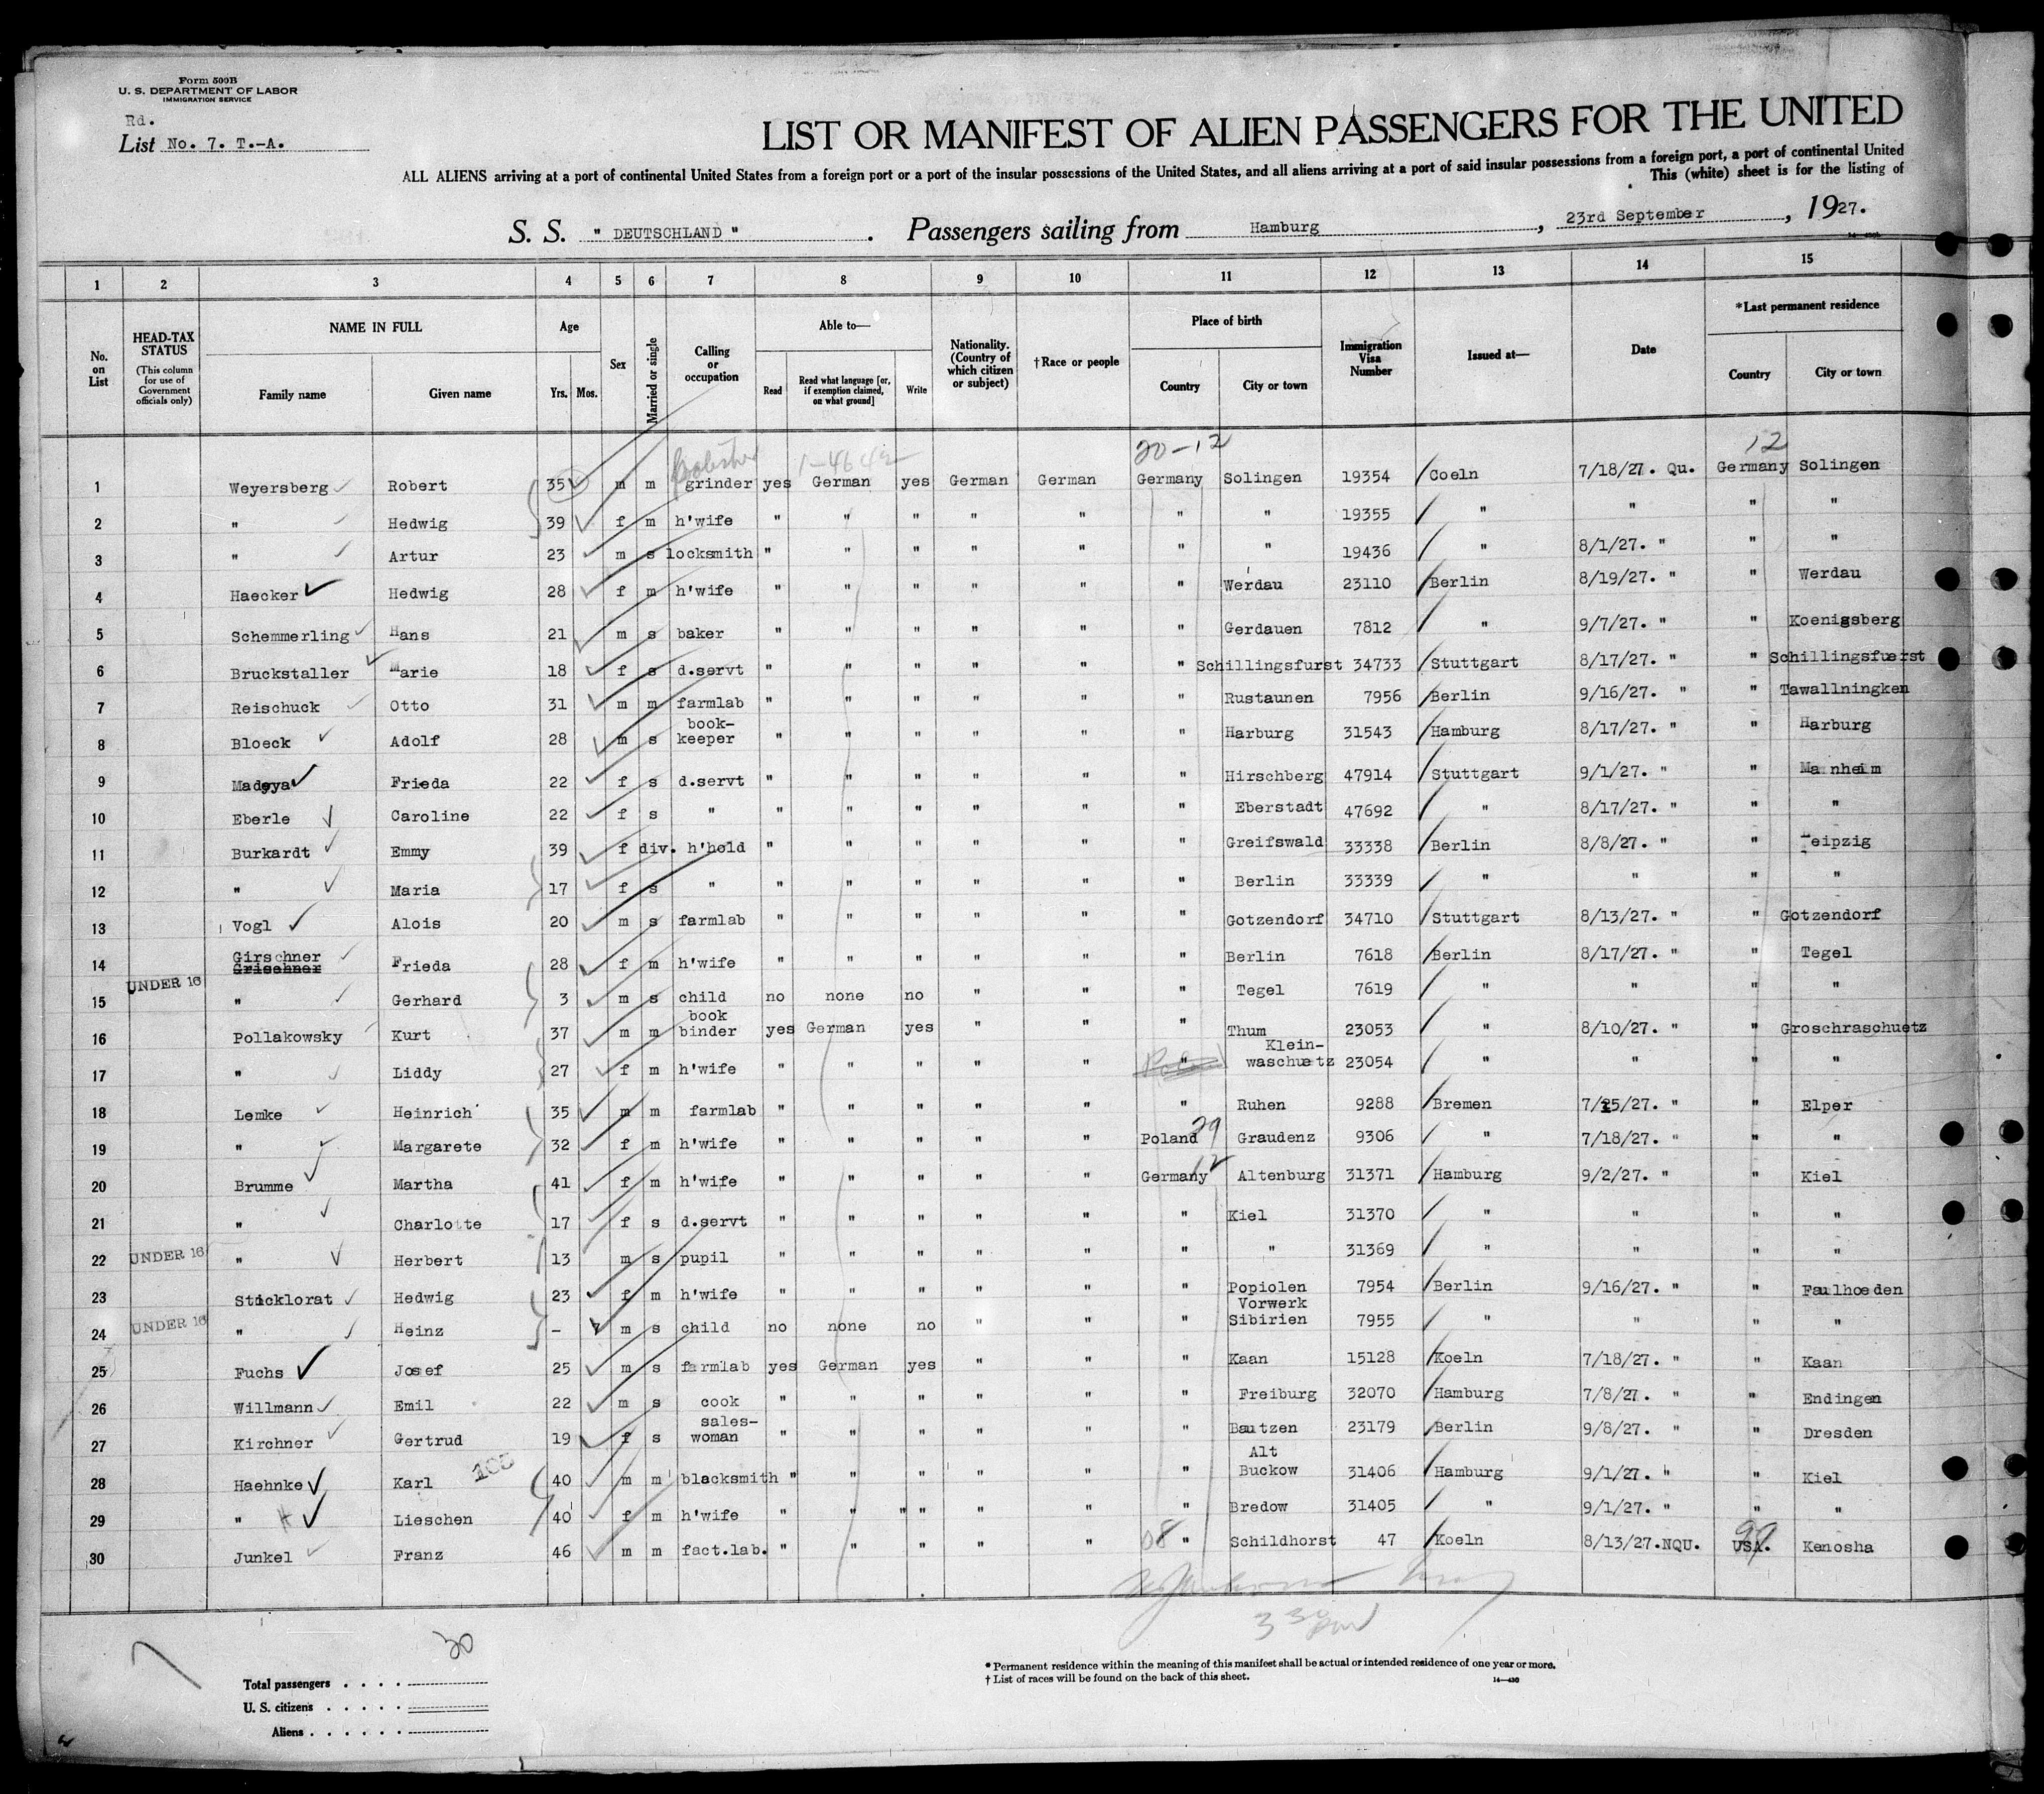 Form 500B
U. S. DEPARTMENT OF LABOR
IMMIGRATION SERVICE
Rd.
List No. 7. T.-A.
LIST OR MANIFEST OF ALIEN PASSENGERS FOR THE UNITED
ALL ALIENS arriving at a port of continental United States from a foreign port or a port of the insular possessions of the United States, and all aliens arriving at a port of said insular possessions from a foreign port, a port of continental United
This (white) sheet is for the listing of
S. S. " DEUTSCHLAND " . Passengers sailing from Hamburg , 23rd September , 1927.
1 2 3 4 5 6 7 8 9 10 11 12 13 14 15
No. on List
HEAD-TAX STATUS (This column for use of Government officials only)
NAME IN FULL Family name Given name
Age Yrs. Mos.
Sex
Married or single
Calling or occupation
Able to— Read Read what language [or, if exemption claimed, on what ground] Write
Nationality. (Country of which citizen or subject)
†Race or people
Place of birth Country City or town
Immigration Visa Number
Issued at—
Date
*Last permanent residence Country City or town
20-12 12
1 Weyersberg Robert 35 m m grinder yes German yes German German Germany Solingen 19354 Coeln 7/18/27. Qu. Germany Solingen
2 " Hedwig 39 f m h'wife " " " " " " " 19355 " " " "
3 " Artur 23 m s locksmith " " " " " " " 19436 " 8/1/27. " " "
4 Haecker Hedwig 28 f m h'wife " " " " " " Werdau 23110 Berlin 8/19/27. " " Werdau
5 Schemmerling Hans 21 m s baker " " " " " " Gerdauen 7812 " 9/7/27. " " Koenigsberg
6 Bruckstaller Marie 18 f s d.servt " " " " " " Schillingsfurst 34733 Stuttgart 8/17/27. " " Schillingsfuerst
7 Reischuck Otto 31 m m farmlab " " " " " " Rustaunen 7956 Berlin 9/16/27. " " Tawallningken
8 Bloeck Adolf 28 m s book-keeper " " " " " " Harburg 31543 Hamburg 8/17/27. " " Harburg
9 Madeya Frieda 22 f s d.servt " " " " " " Hirschberg 47914 Stuttgart 9/1/27. " " Manheim
10 Eberle Caroline 22 f s " " " " " " " Eberstadt 47692 " 8/17/27. " " "
11 Burkardt Emmy 39 f div. h'hold " " " " " " Greifswald 33338 Berlin 8/8/27. " " Leipzig
12 " Maria 17 f s " " " " " " " Berlin 33339 " " " "
13 Vogl Alois 20 m s farmlab " " " " " " Gotzendorf 34710 Stuttgart 8/13/27. " " Gotzendorf
14 Girschner Grischner Frieda 28 f m h'wife " " " " " " Berlin 7618 Berlin 8/17/27. " " Tegel
15 UNDER 16 " Gerhard 3 m s child no none no " " " Tegel 7619 " " " "
16 Pollakowsky Kurt 37 m m book binder yes German yes " " " Thum 23053 " 8/10/27. " " Groschraschuetz
17 " Liddy 27 f m h'wife " " " " " " Klein-waschuetz 23054 " " " "
18 Lemke Heinrich 35 m m farmlab " " " " " " Ruhen 9288 Bremen 7/25/27. " " Elper
19 " Margarete 32 f m h'wife " " " " " Poland 29 Graudenz 9306 " 7/18/27. " " "
20 Brumme Martha 41 f m h'wife " " " " " Germany 12 Altenburg 31371 Hamburg 9/2/27. " " Kiel
21 " Charlotte 17 f s d.servt " " " " " " Kiel 31370 " " " "
22 UNDER 16 " Herbert 13 m s pupil " " " " " " " 31369 " " " "
23 Sticklorat Hedwig 23 f m h'wife " " " " " " Popiolen 7954 Berlin 9/16/27. " " Faulhoeden
24 UNDER 16 " Heinz - m s child no none no " " " Vorwerk Sibirien 7955 " " " "
25 Fuchs Josef 25 m s farmlab yes German yes " " " Kaan 15128 Koeln 7/18/27. " " Kaan
26 Willmann Emil 22 m s cook " " " " " " Freiburg 32070 Hamburg 7/8/27. " " Endingen
27 Kirchner Gertrud 19 f s sales-woman " " " " " " Bautzen 23179 Berlin 9/8/27. " " Dresden
28 Haehnke Karl 40 m m blacksmith " " " " " " Alt Buckow 31406 Hamburg 9/1/27. " " Kiel
29 " Lieschen 40 f m h'wife " " " " " " " Bredow 31405 " 9/1/27. " " "
30 Junkel Franz 46 m m fact.lab. " " " " " 08 " Schildhorst 47 Koeln 8/13/27.NQU. USA. 99 Kenosha
3 30 PM
30
Total passengers . . . .
U. S. citizens . . . . .
Aliens . . . . . .
* Permanent residence within the meaning of this manifest shall be actual or intended residence of one year or more.
† List of races will be found on the back of this sheet.
14—430